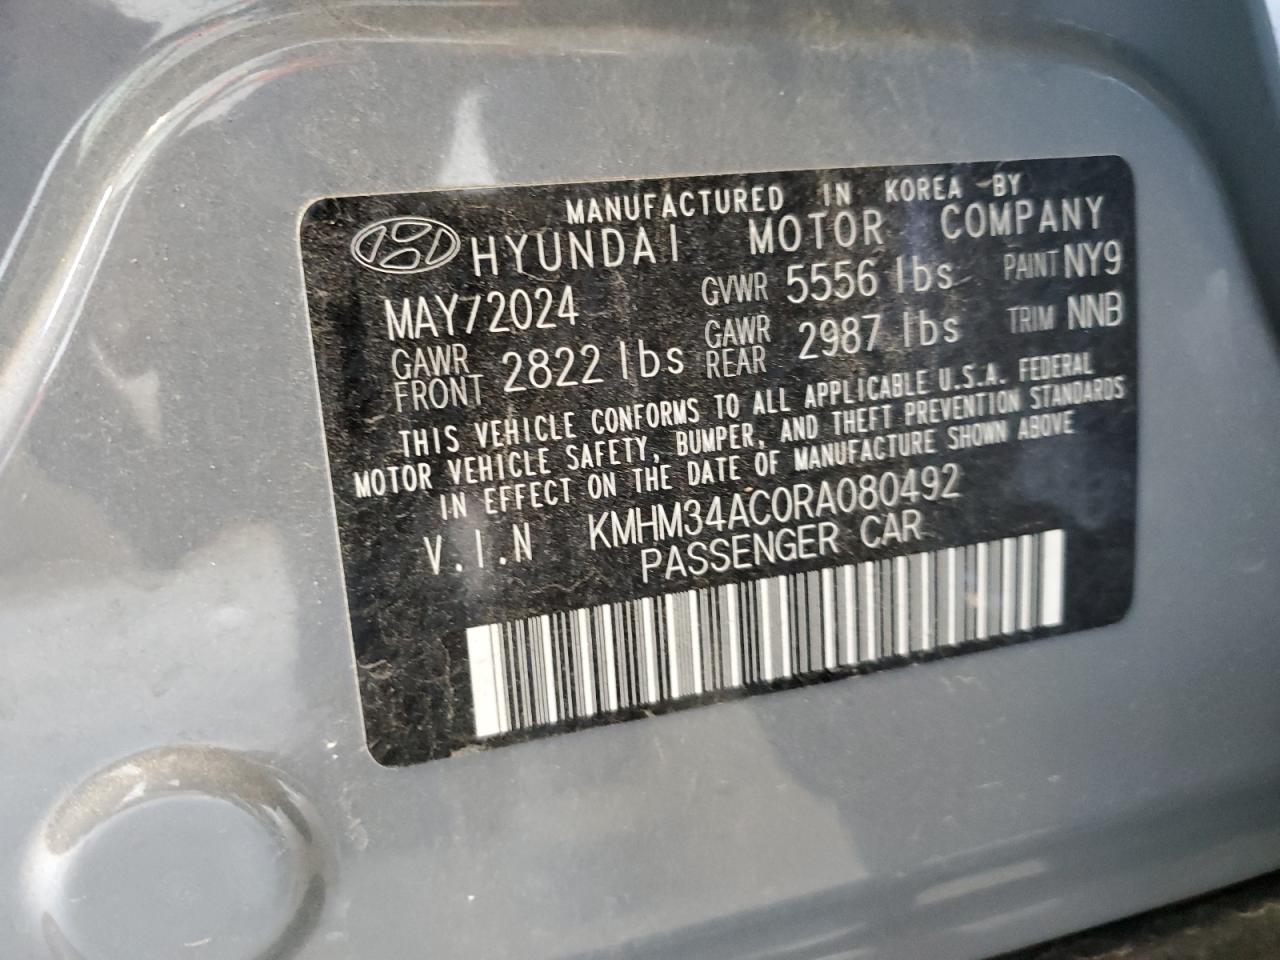 MANUFACTURED IN KOREA BY
HYUNDAI MOTOR COMPANY
MAY/2024 GVWR 5556 lbs PAINT NY9
GAWR FRONT 2822 lbs GAWR REAR 2987 lbs TRIM NNB
THIS VEHICLE CONFORMS TO ALL APPLICABLE U.S.A. FEDERAL
MOTOR VEHICLE SAFETY, BUMPER, AND THEFT PREVENTION STANDARDS
IN EFFECT ON THE DATE OF MANUFACTURE SHOWN ABOVE
V.I.N KMHM34AC0RA080492
PASSENGER CAR